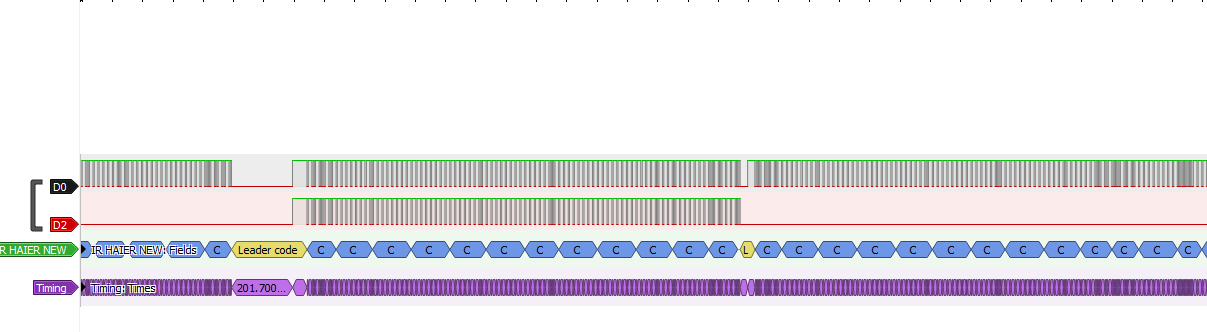 D0
D2
R HAIER NEW IR HAIER NEW: Fields C Leader code C C C C C C C C C C C C L C C C C C C C C C C C C
Timing Timing: Times 201.700...